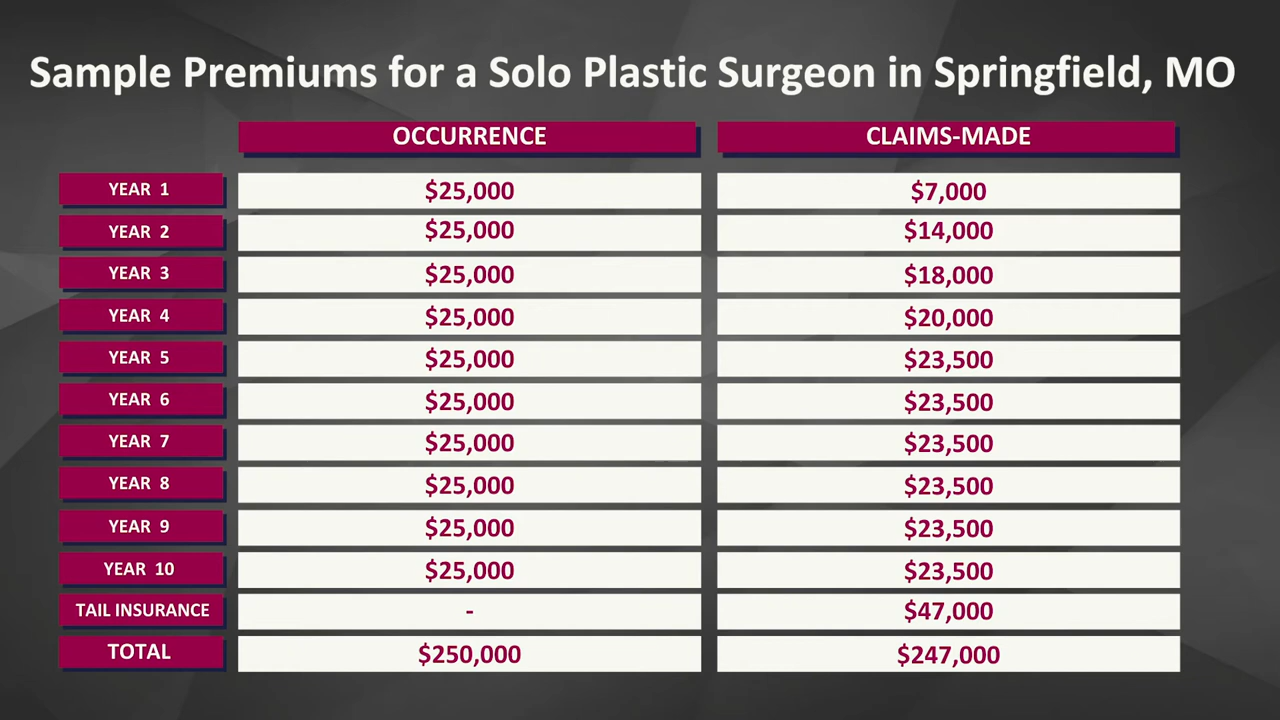 Sample Premiums for a Solo Plastic Surgeon in Springfield, MO
OCCURRENCE CLAIMS-MADE
YEAR 1 $25,000 $7,000
YEAR 2 $25,000 $14,000
YEAR 3 $25,000 $18,000
YEAR 4 $25,000 $20,000
YEAR 5 $25,000 $23,500
YEAR 6 $25,000 $23,500
YEAR 7 $25,000 $23,500
YEAR 8 $25,000 $23,500
YEAR 9 $25,000 $23,500
YEAR 10 $25,000 $23,500
TAIL INSURANCE - $47,000
TOTAL $250,000 $247,000